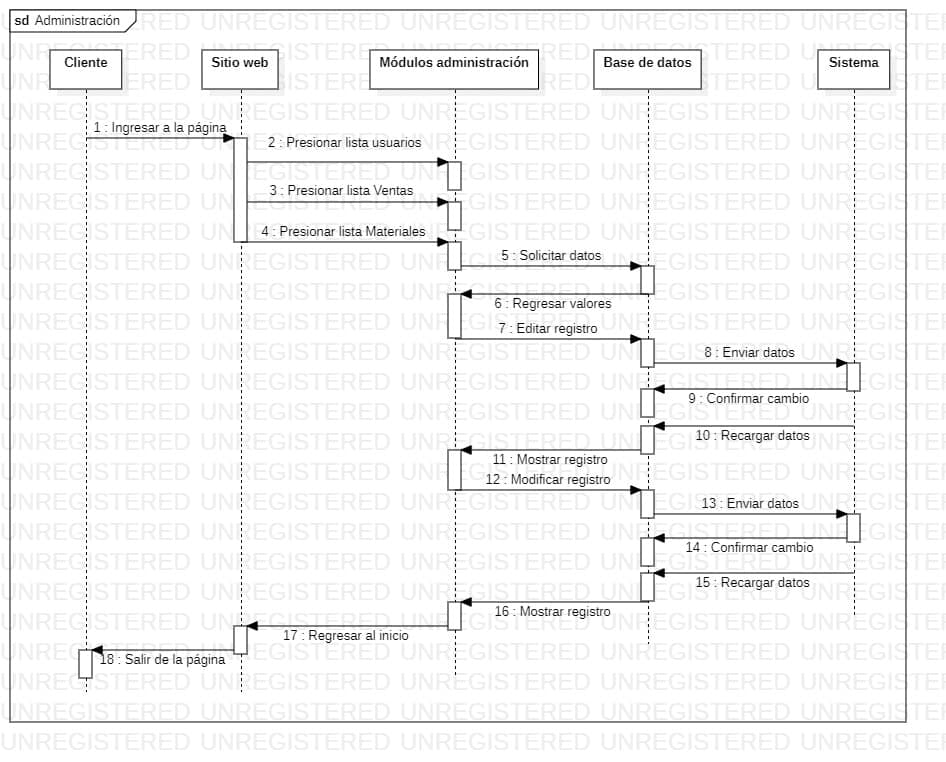 sd Administración
Cliente
Sitio web
Módulos administración
Base de datos
Sistema
1 : Ingresar a la página
2 : Presionar lista usuarios
3 : Presionar lista Ventas
4 : Presionar lista Materiales
5 : Solicitar datos
6 : Regresar valores
7 : Editar registro
8 : Enviar datos
9 : Confirmar cambio
10 : Recargar datos
11 : Mostrar registro
12 : Modificar registro
13 : Enviar datos
14 : Confirmar cambio
15 : Recargar datos
16 : Mostrar registro
17 : Regresar al inicio
18 : Salir de la página
UNREGISTERED UNREGISTERED UNREGISTERED UNREGISTERED UNREGISTERED